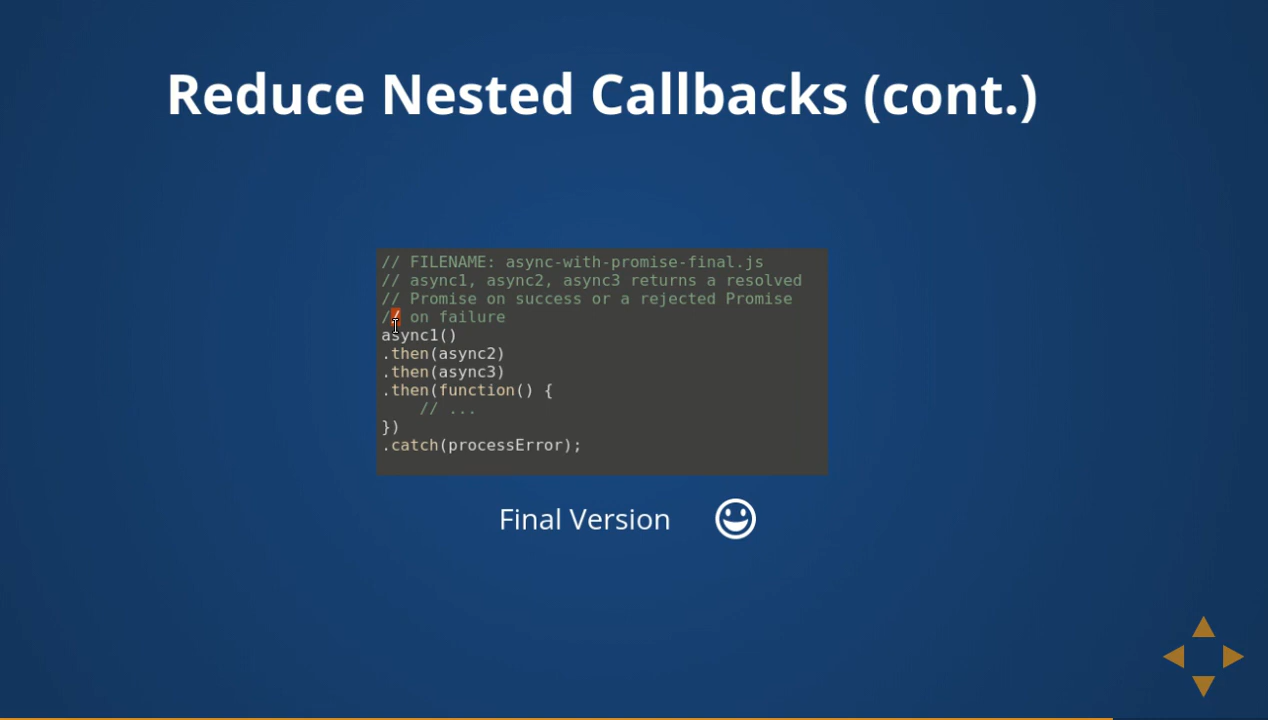 Reduce Nested Callbacks (cont.)
// FILENAME: async-with-promise-final.js
// async1, async2, async3 returns a resolved
// Promise on success or a rejected Promise
// on failure
async1()
.then(async2)
.then(async3)
.then(function() {
    // ...
})
.catch(processError);
Final Version